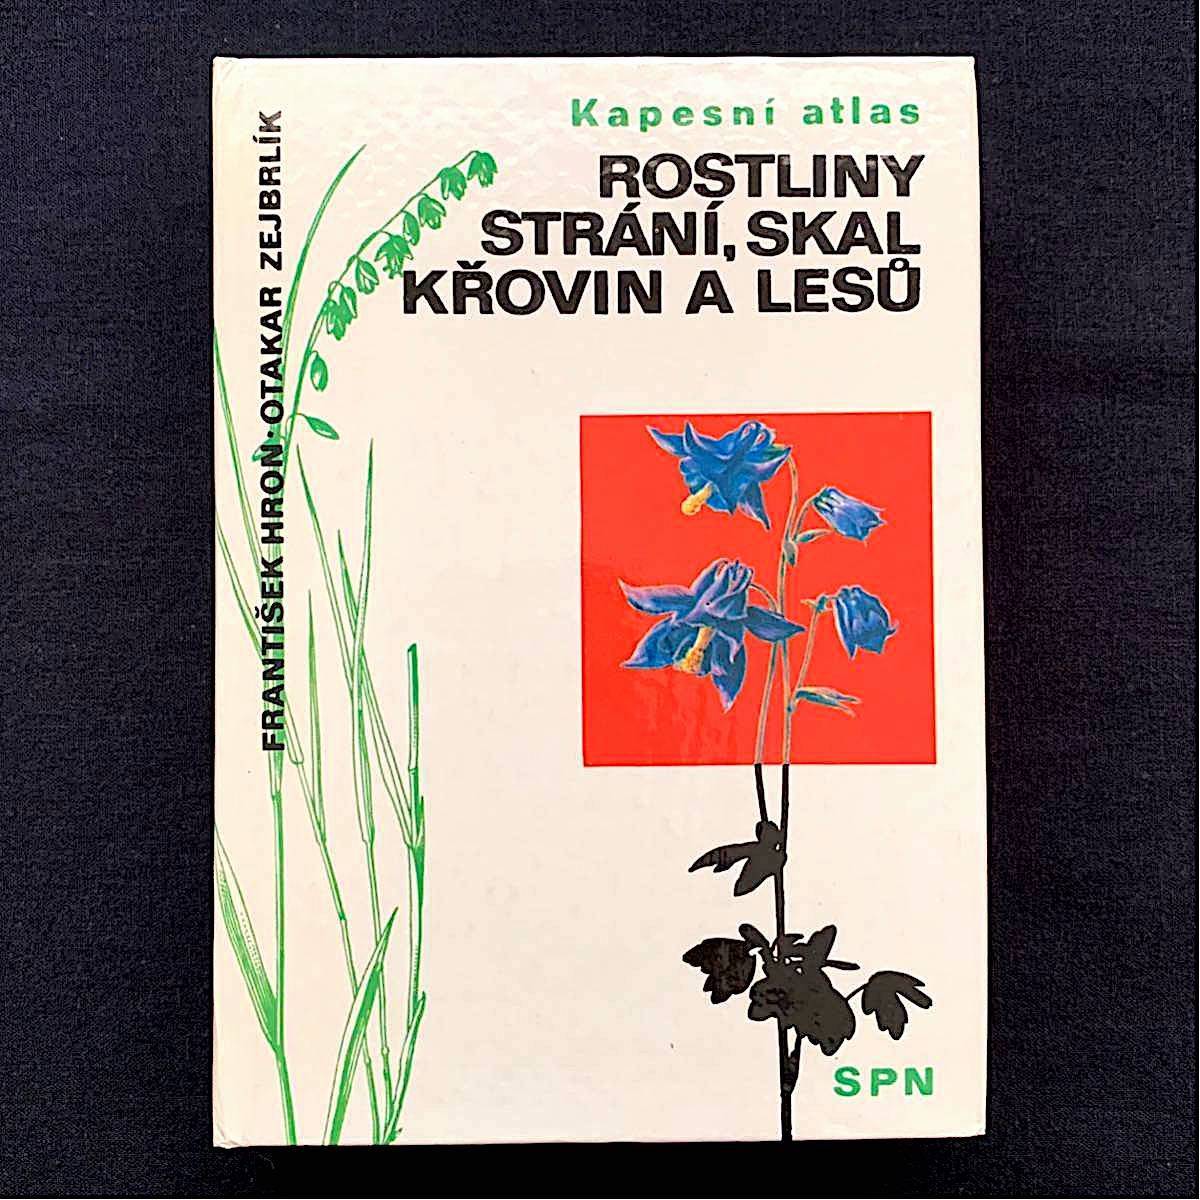 Kapesní atlas
ROSTLINY
STRÁNÍ, SKAL
KŘOVIN A LESŮ
FRANTIŠEK HRON · OTAKAR ZEJBRLÍK
SPN